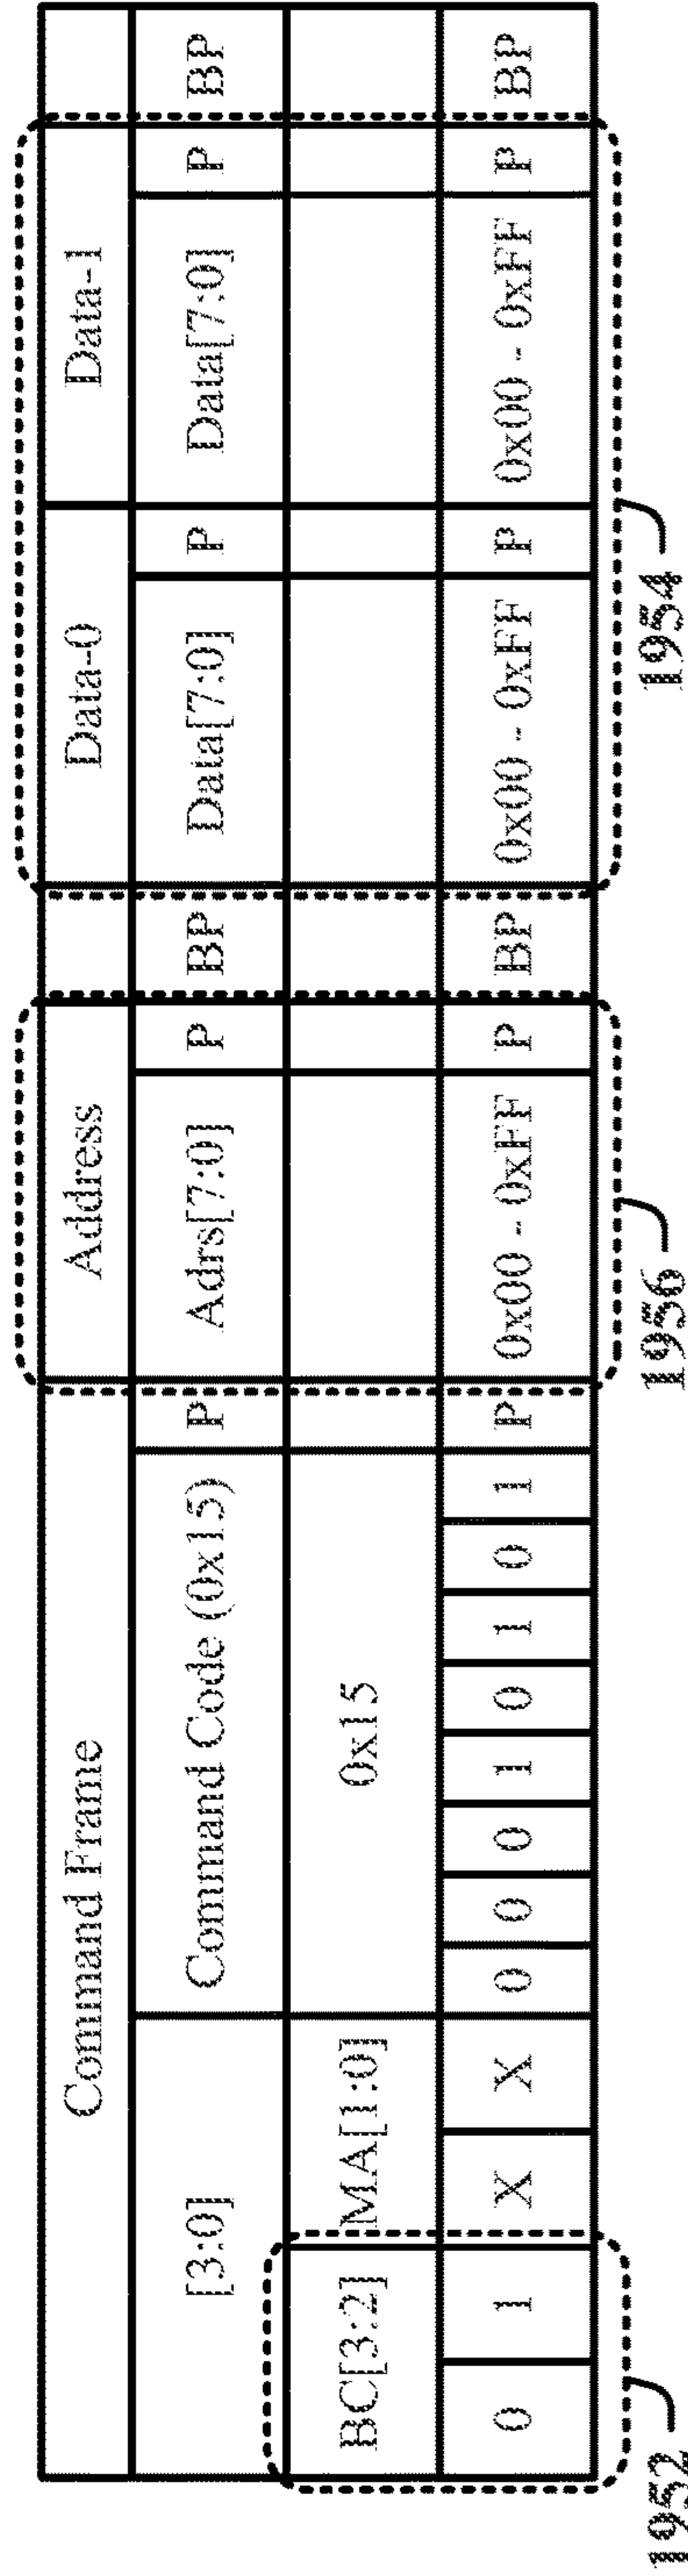 Command Frame Address Data-0 Data-1
[3:0] Command Code (0x15) P Adrs[7:0] P BP Data[7:0] P Data[7:0] P BP
BC[3:2] MA[1:0] 0x15
0 1 X X 0 0 0 1 0 1 0 1 P 0x00 - 0xFF P BP 0x00 - 0xFF P 0x00 - 0xFF P BP
1952 1956 1954